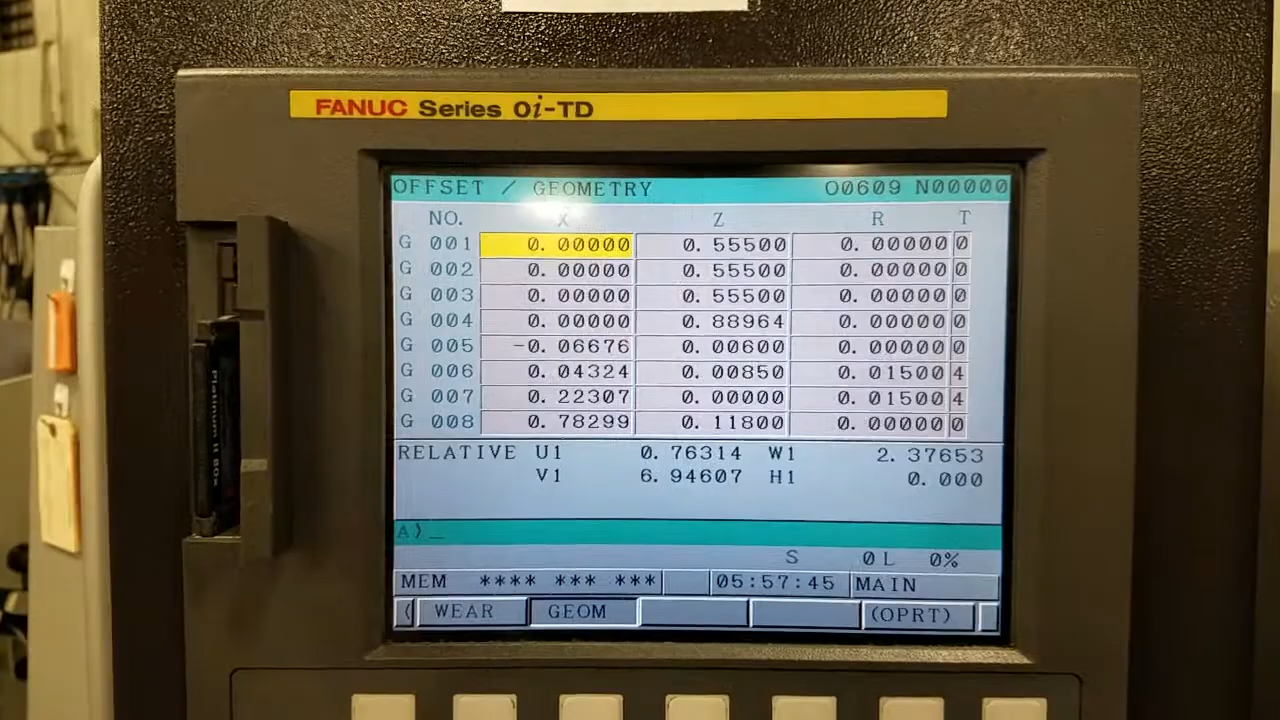 FANUC Series 0i-TD
OFFSET / GEOMETRY O0609 N00000
NO. X Z R T
G 001 0.00000 0.55500 0.00000 0
G 002 0.00000 0.55500 0.00000 0
G 003 0.00000 0.55500 0.00000 0
G 004 0.00000 0.88964 0.00000 0
G 005 -0.06676 0.00600 0.00000 0
G 006 0.04324 0.00850 0.01500 4
G 007 0.22307 0.00000 0.01500 4
G 008 0.78299 0.11800 0.00000 0
RELATIVE U1 0.76314 W1 2.37653
V1 6.94607 H1 0.000
A)_
S 0L 0%
MEM **** *** *** 05:57:45 MAIN
( WEAR GEOM (OPRT)
Platinum II 80x